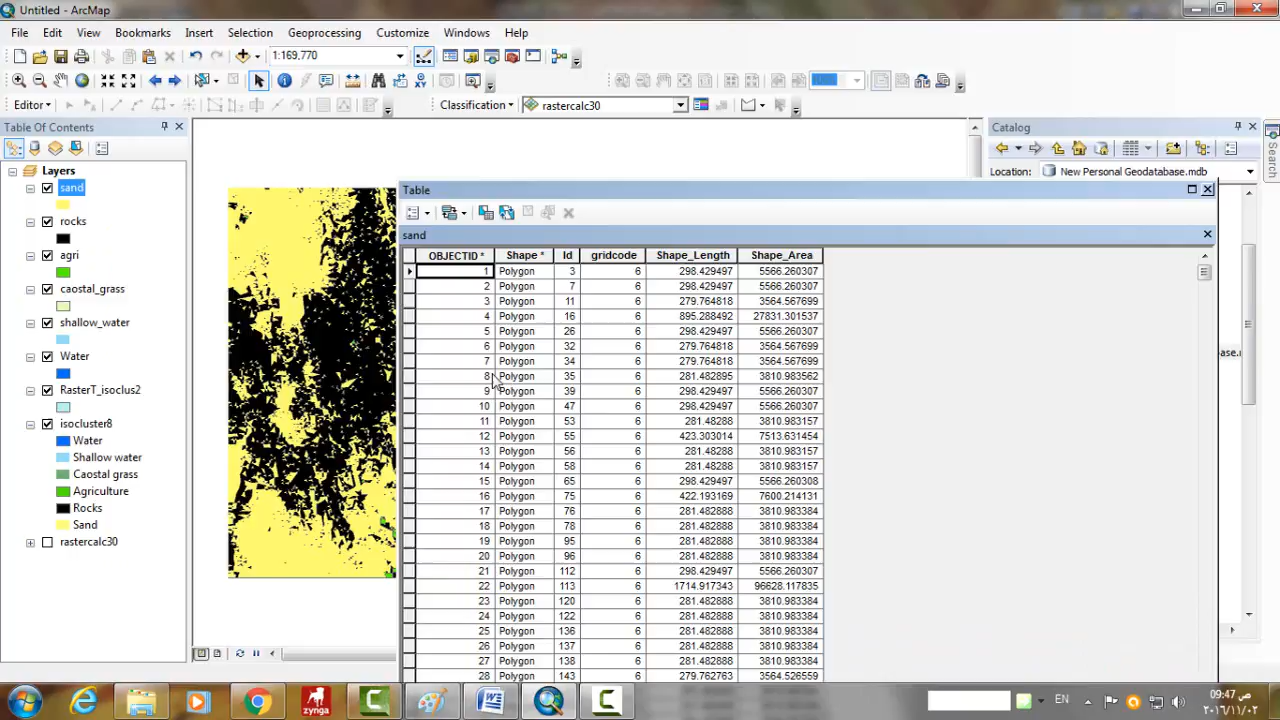 Untitled - ArcMap
File Edit View Bookmarks Insert Selection Geoprocessing Customize Windows Help
1:169,770
Editor Classification rastercalc30
Table Of Contents
Layers
sand
rocks
agri
caostal_grass
shallow_water
Water
RasterT_isoclus2
isocluster8
Water
Shallow water
Caostal grass
Agriculture
Rocks
Sand
rastercalc30
Catalog
Location: New Personal Geodatabase.mdb
Search
Table
sand
OBJECTID * Shape * Id gridcode Shape_Length Shape_Area
1 Polygon 3 6 298.429497 5566.260307
2 Polygon 7 6 298.429497 5566.260307
3 Polygon 11 6 279.764818 3564.567699
4 Polygon 16 6 895.288492 27831.301537
5 Polygon 26 6 298.429497 5566.260307
6 Polygon 32 6 279.764818 3564.567699
7 Polygon 34 6 279.764818 3564.567699
8 Polygon 35 6 281.482895 3810.983562
9 Polygon 39 6 298.429497 5566.260307
10 Polygon 47 6 298.429497 5566.260307
11 Polygon 53 6 281.48288 3810.983157
12 Polygon 55 6 423.303014 7513.631454
13 Polygon 56 6 281.48288 3810.983157
14 Polygon 58 6 281.48288 3810.983157
15 Polygon 65 6 298.429497 5566.260308
16 Polygon 75 6 422.193169 7600.214131
17 Polygon 76 6 281.482888 3810.983384
18 Polygon 78 6 281.482888 3810.983384
19 Polygon 95 6 281.482888 3810.983384
20 Polygon 96 6 281.482888 3810.983384
21 Polygon 112 6 298.429497 5566.260307
22 Polygon 113 6 1714.917343 96628.117835
23 Polygon 120 6 281.482888 3810.983384
24 Polygon 122 6 281.482888 3810.983384
25 Polygon 136 6 281.482888 3810.983384
26 Polygon 137 6 281.482888 3810.983384
27 Polygon 138 6 281.482888 3810.983384
28 Polygon 143 6 279.762763 3564.526559
zynga
EN
09:47 ص
٢٠١٦/١١/٠٢